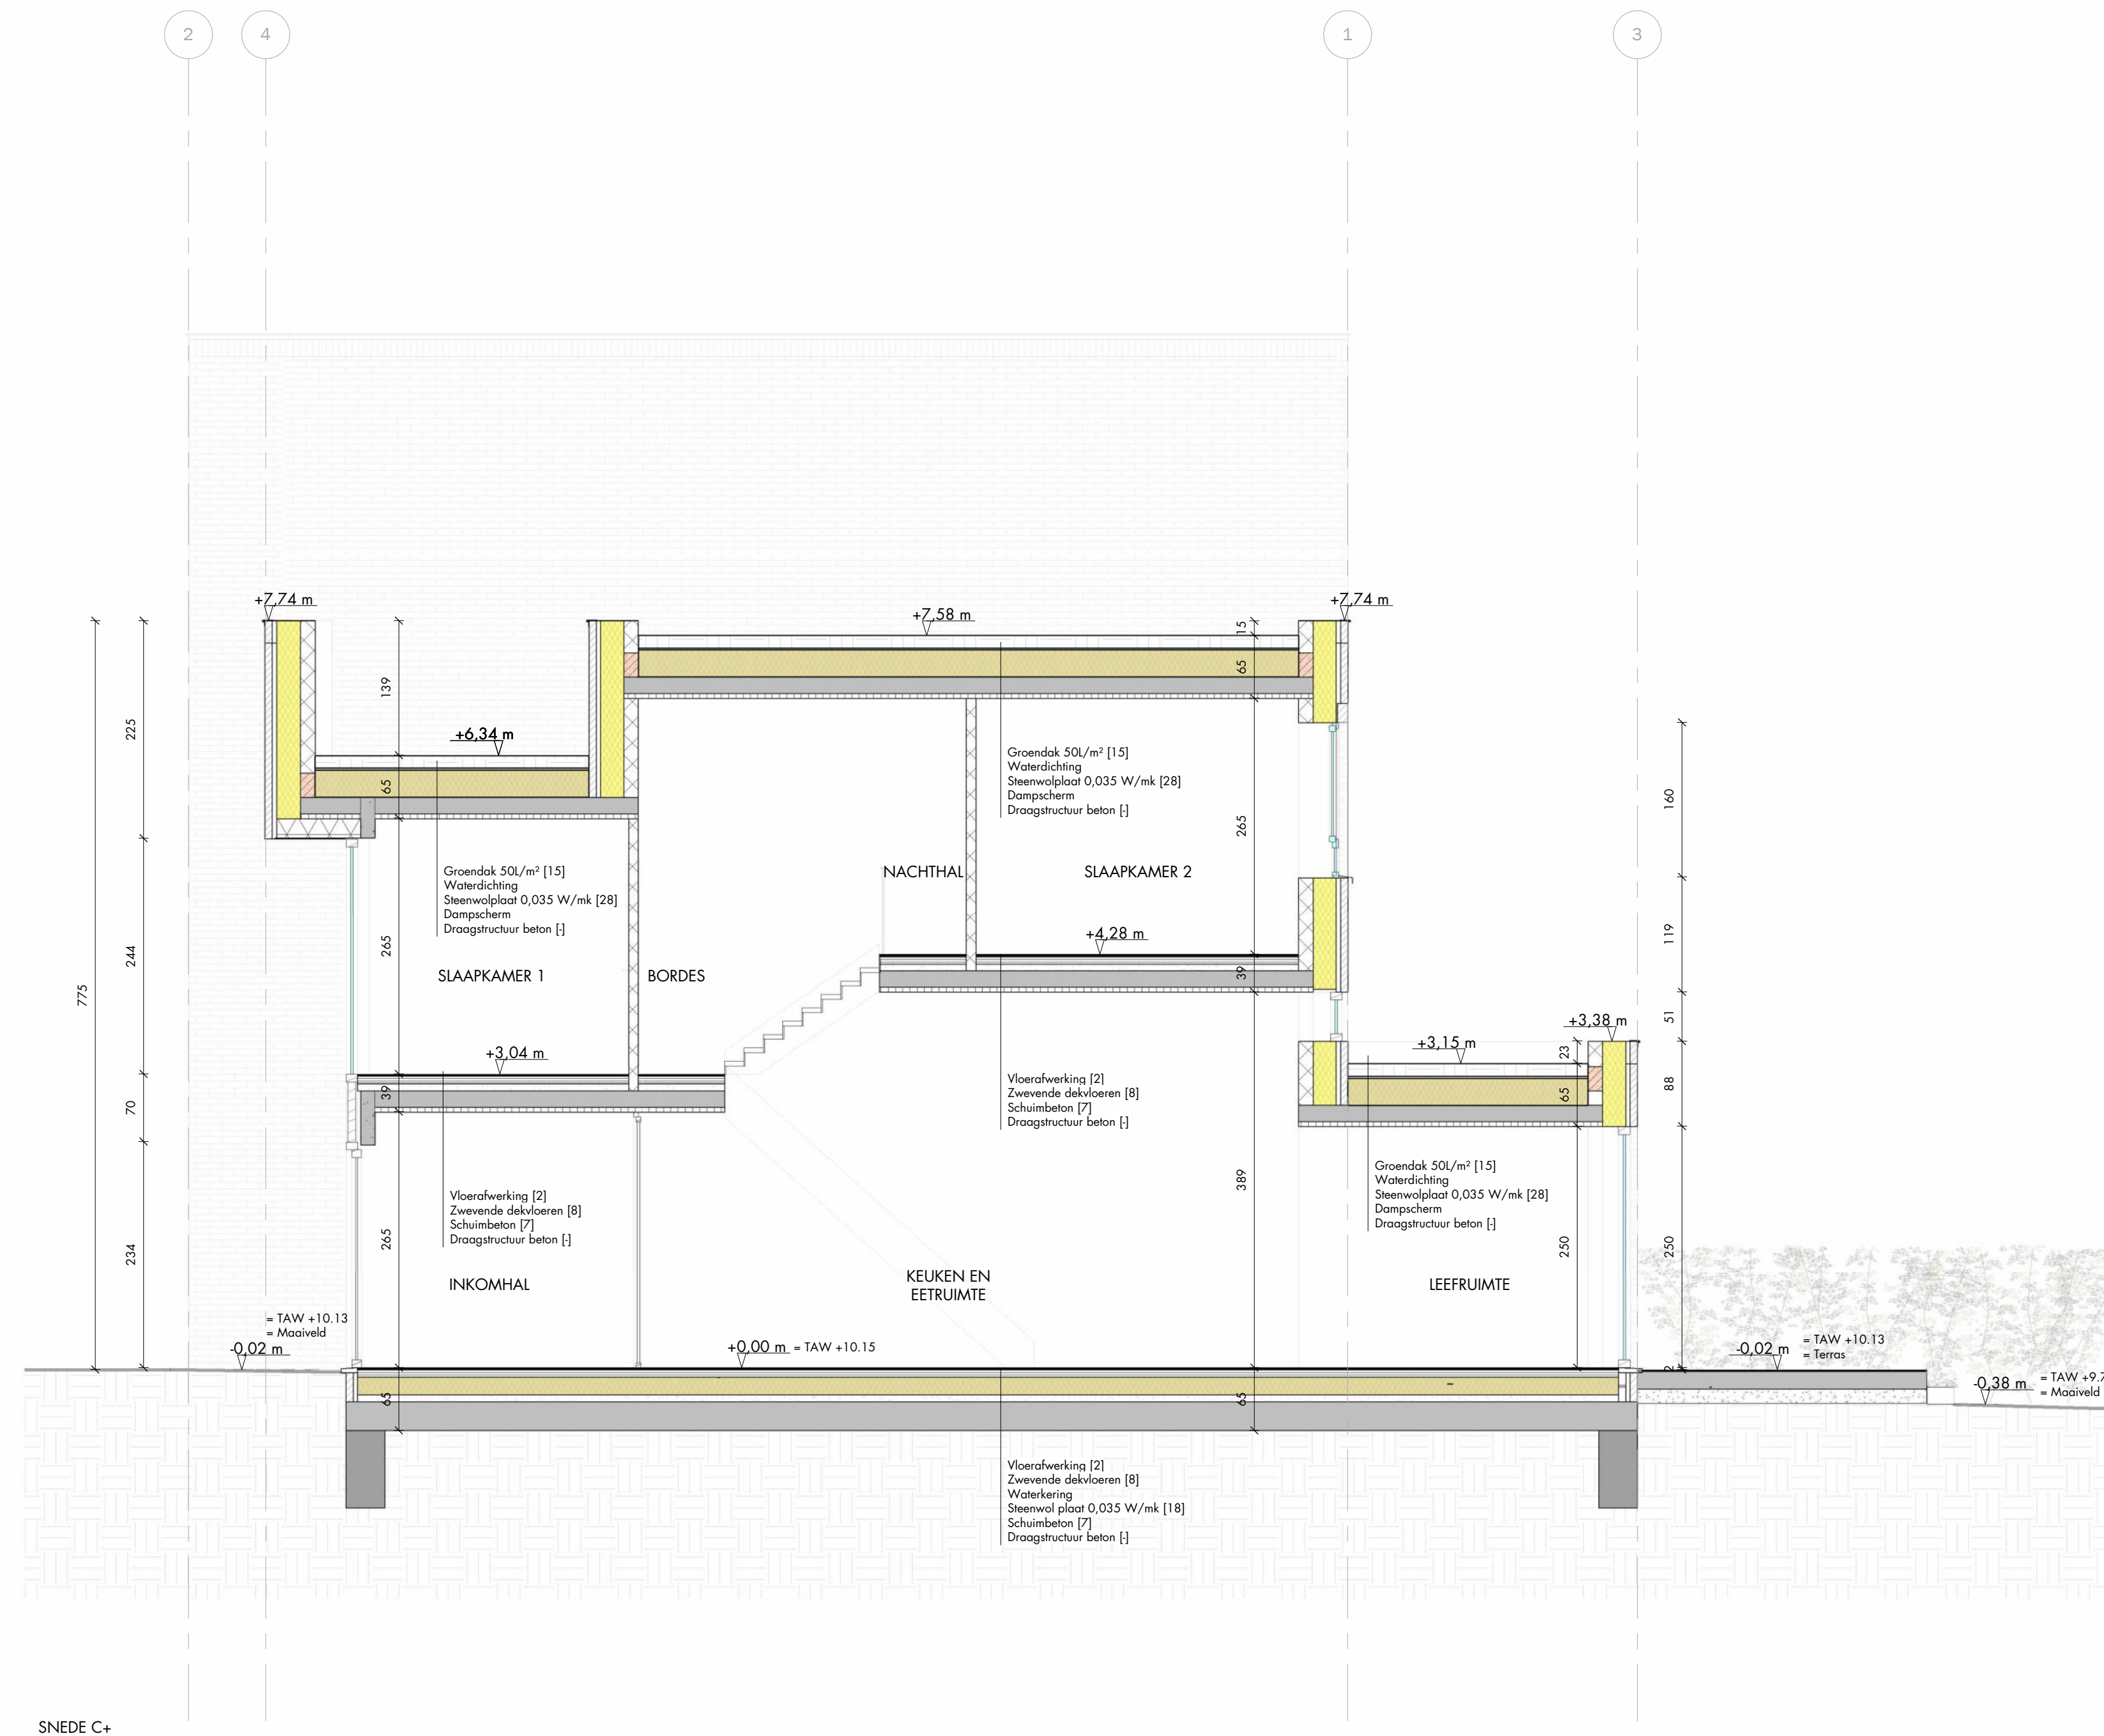 2
4
1
3
+7,74 m
+7,58 m
+7,74 m
15
65
139
225
+6,34 m
65
Groendak 50L/m² [15]
Waterdichting
Steenwolplaat 0,035 W/mk [28]
Dampscherm
Draagstructuur beton [-]
160
265
Groendak 50L/m² [15]
Waterdichting
Steenwolplaat 0,035 W/mk [28]
Dampscherm
Draagstructuur beton [-]
NACHTHAL
SLAAPKAMER 2
244
265
+4,28 m
119
39
SLAAPKAMER 1
BORDES
775
51
+3,38 m
+3,04 m
+3,15 m
23
39
65
88
70
Vloerafwerking [2]
Zwevende dekvloeren [8]
Schuimbeton [7]
Draagstructuur beton [-]
Groendak 50L/m² [15]
Waterdichting
Steenwolplaat 0,035 W/mk [28]
Dampscherm
Draagstructuur beton [-]
389
Vloerafwerking [2]
Zwevende dekvloeren [8]
Schuimbeton [7]
Draagstructuur beton [-]
234
265
250
250
INKOMHAL
KEUKEN EN
EETRUIMTE
LEEFRUIMTE
= TAW +10.13
= Maaiveld
-0,02 m
+0,00 m = TAW +10.15
-0,02 m
= TAW +10.13
= Terras
2
-0,38 m
= TAW +9.7
= Maaiveld
65
65
Vloerafwerking [2]
Zwevende dekvloeren [8]
Waterkering
Steenwol plaat 0,035 W/mk [18]
Schuimbeton [7]
Draagstructuur beton [-]
SNEDE C+